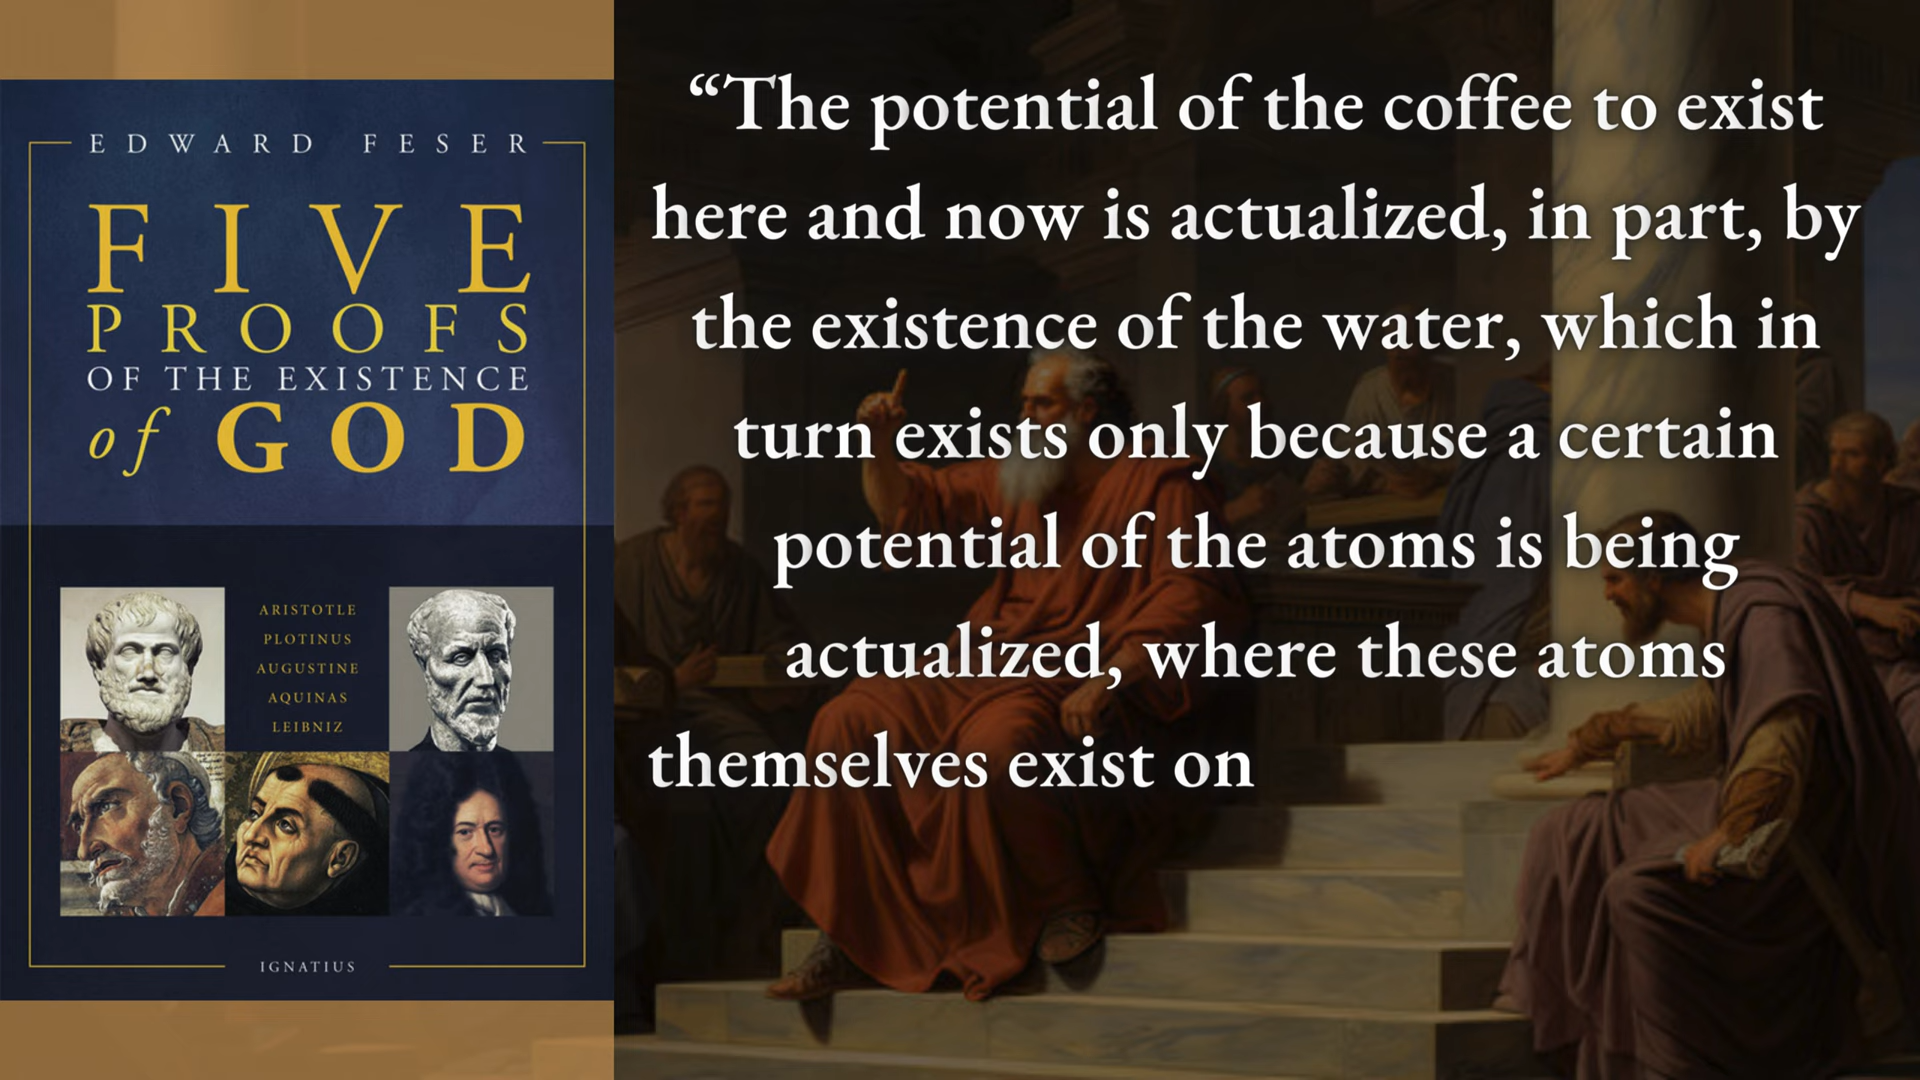 EDWARD FESER
FIVE
PROOFS
OF THE EXISTENCE
of GOD
ARISTOTLE
PLOTINUS
AUGUSTINE
AQUINAS
LEIBNIZ
IGNATIUS
“The potential of the coffee to exist
here and now is actualized, in part, by
the existence of the water, which in
turn exists only because a certain
potential of the atoms is being
actualized, where these atoms
themselves exist on